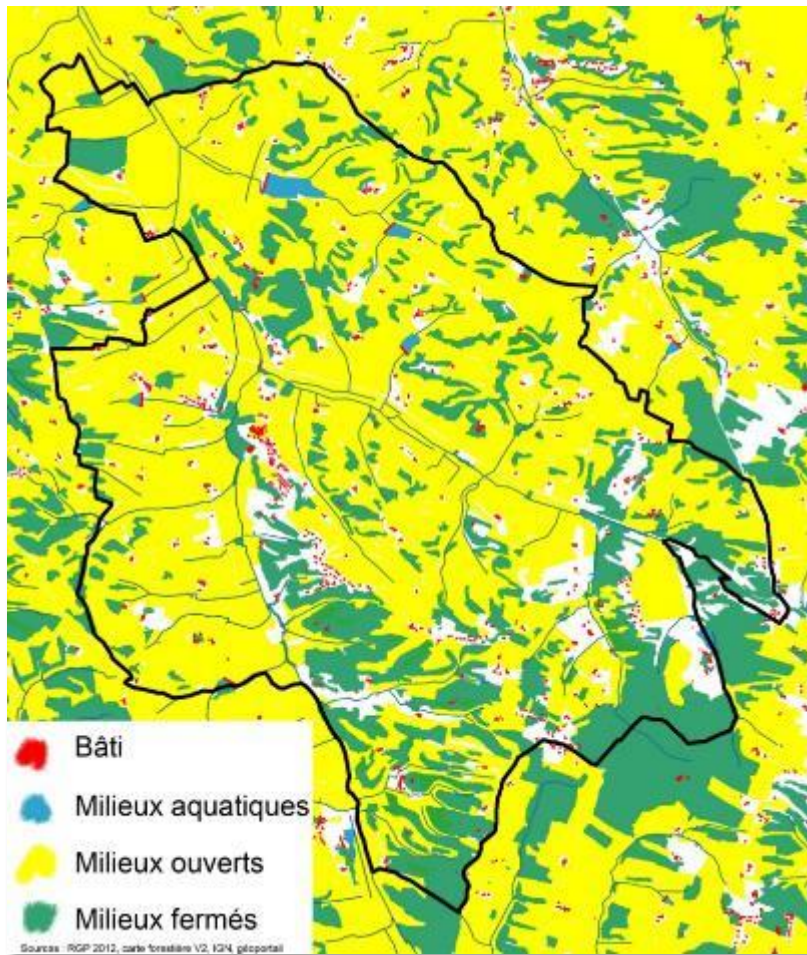 Bâti
Milieux aquatiques
Milieux ouverts
Milieux fermés
Sources : RGP 2012, carte forestière V2, IGN, géoportail